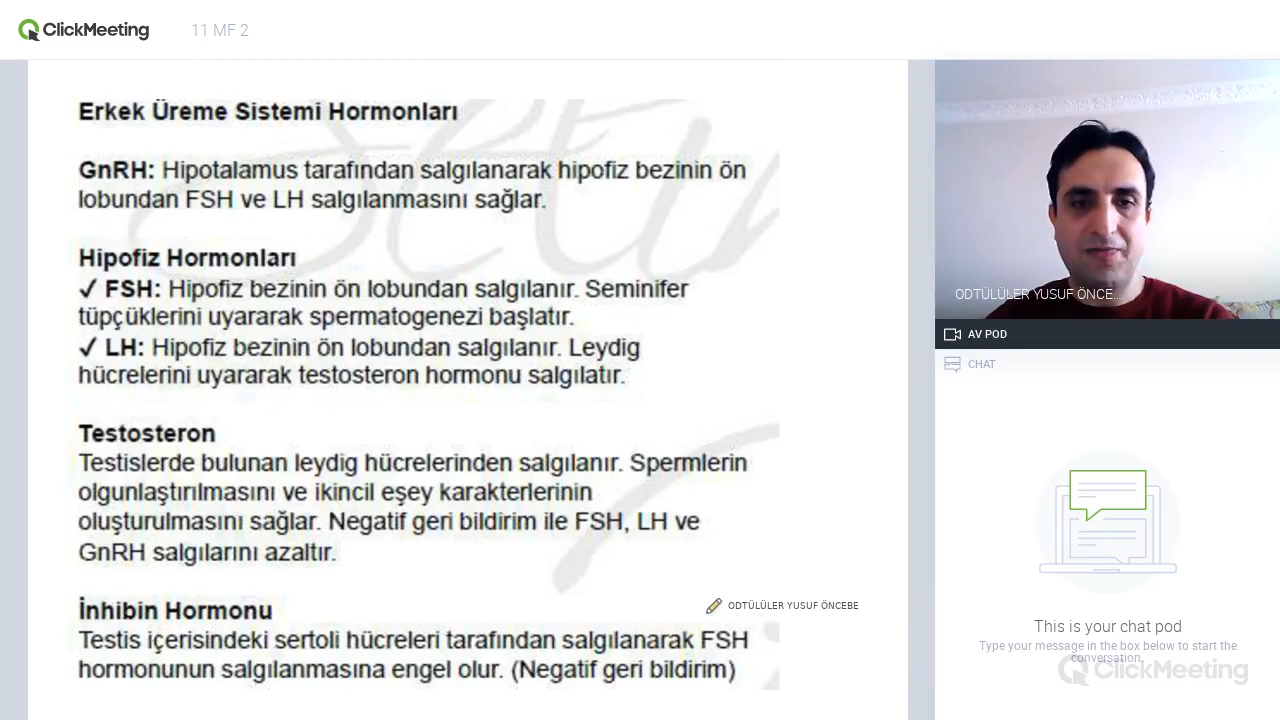 ClickMeeting
11 MF 2
Erkek Üreme Sistemi Hormonları
GnRH: Hipotalamus tarafından salgılanarak hipofiz bezinin ön
lobundan FSH ve LH salgılanmasını sağlar.
Hipofiz Hormonları
✓ FSH: Hipofiz bezinin ön lobundan salgılanır. Seminifer
tüpçüklerini uyararak spermatogenezi başlatır.
✓ LH: Hipofiz bezinin ön lobundan salgılanır. Leydig
hücrelerini uyararak testosteron hormonu salgılatır.
Testosteron
Testislerde bulunan leydig hücrelerinden salgılanır. Spermlerin
olgunlaştırılmasını ve ikincil eşey karakterlerinin
oluşturulmasını sağlar. Negatif geri bildirim ile FSH, LH ve
GnRH salgılarını azaltır.
İnhibin Hormonu
Testis içerisindeki sertoli hücreleri tarafından salgılanarak FSH
hormonunun salgılanmasına engel olur. (Negatif geri bildirim)
ODTÜLÜLER YUSUF ÖNCEBE
ODTÜLÜLER YUSUF ÖNCE...
AV POD
CHAT
This is your chat pod
Type your message in the box below to start the
conversation.
ClickMeeting